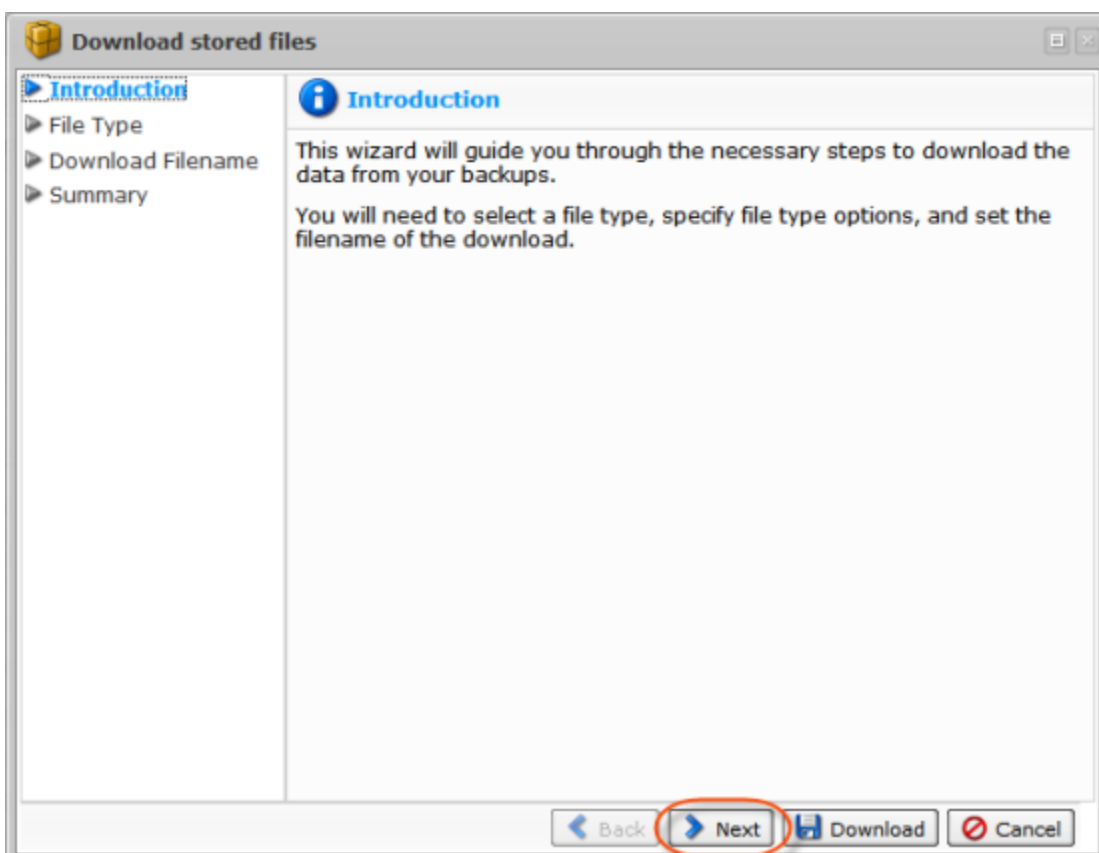 Download stored files
Introduction
File Type
Download Filename
Summary
Introduction
This wizard will guide you through the necessary steps to download the
data from your backups.
You will need to select a file type, specify file type options, and set the
filename of the download.
Back
Next
Download
Cancel